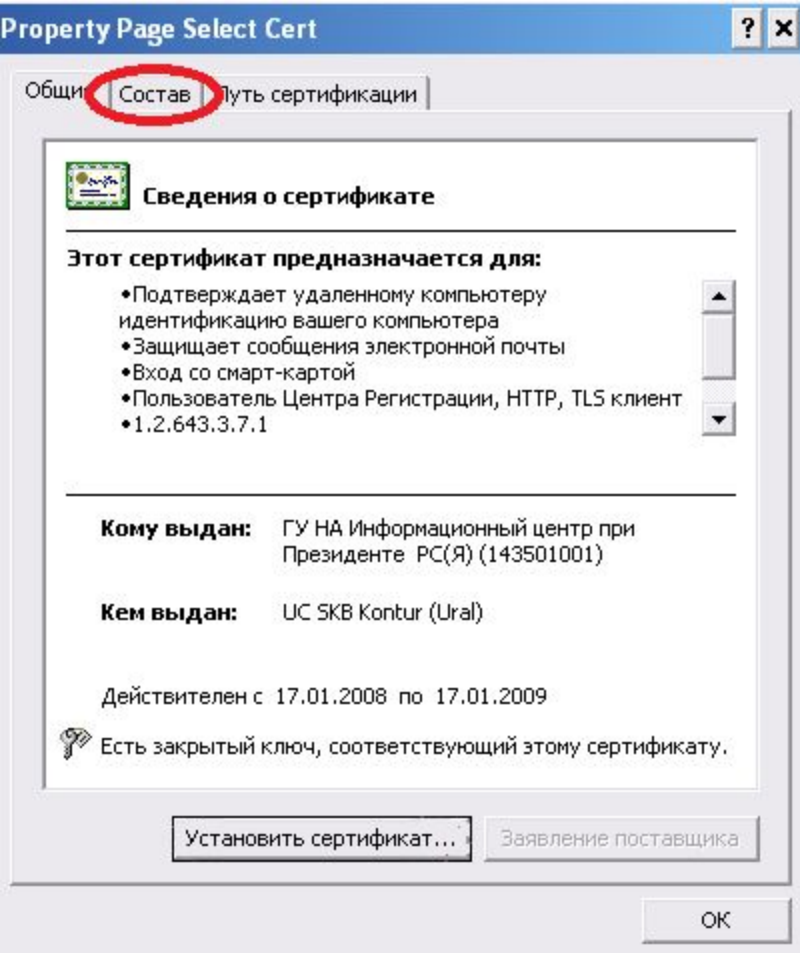 Property Page Select Cert
Общи Состав Путь сертификации
Сведения о сертификате
Этот сертификат предназначается для:
•Подтверждает удаленному компьютеру
идентификацию вашего компьютера
•Защищает сообщения электронной почты
•Вход со смарт-картой
•Пользователь Центра Регистрации, HTTP, TLS клиент
•1.2.643.3.7.1
Кому выдан: ГУ НА Информационный центр при
Президенте РС(Я) (143501001)
Кем выдан: UC SKB Kontur (Ural)
Действителен с 17.01.2008 по 17.01.2009
Есть закрытый ключ, соответствующий этому сертификату.
Установить сертификат... Заявление поставщика
ОК